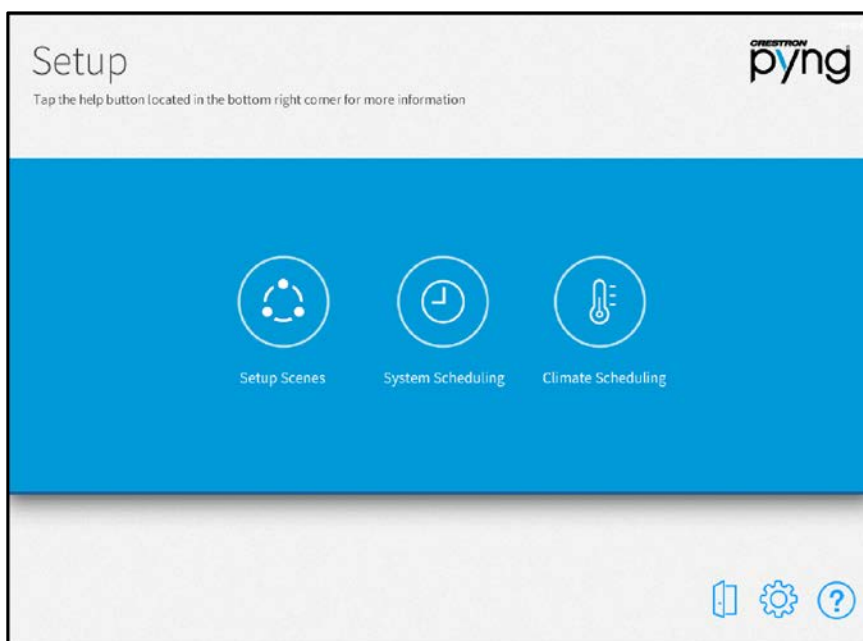 Setup
CRESTRON
pyng
Tap the help button located in the bottom right corner for more information
Setup Scenes
System Scheduling
Climate Scheduling
?